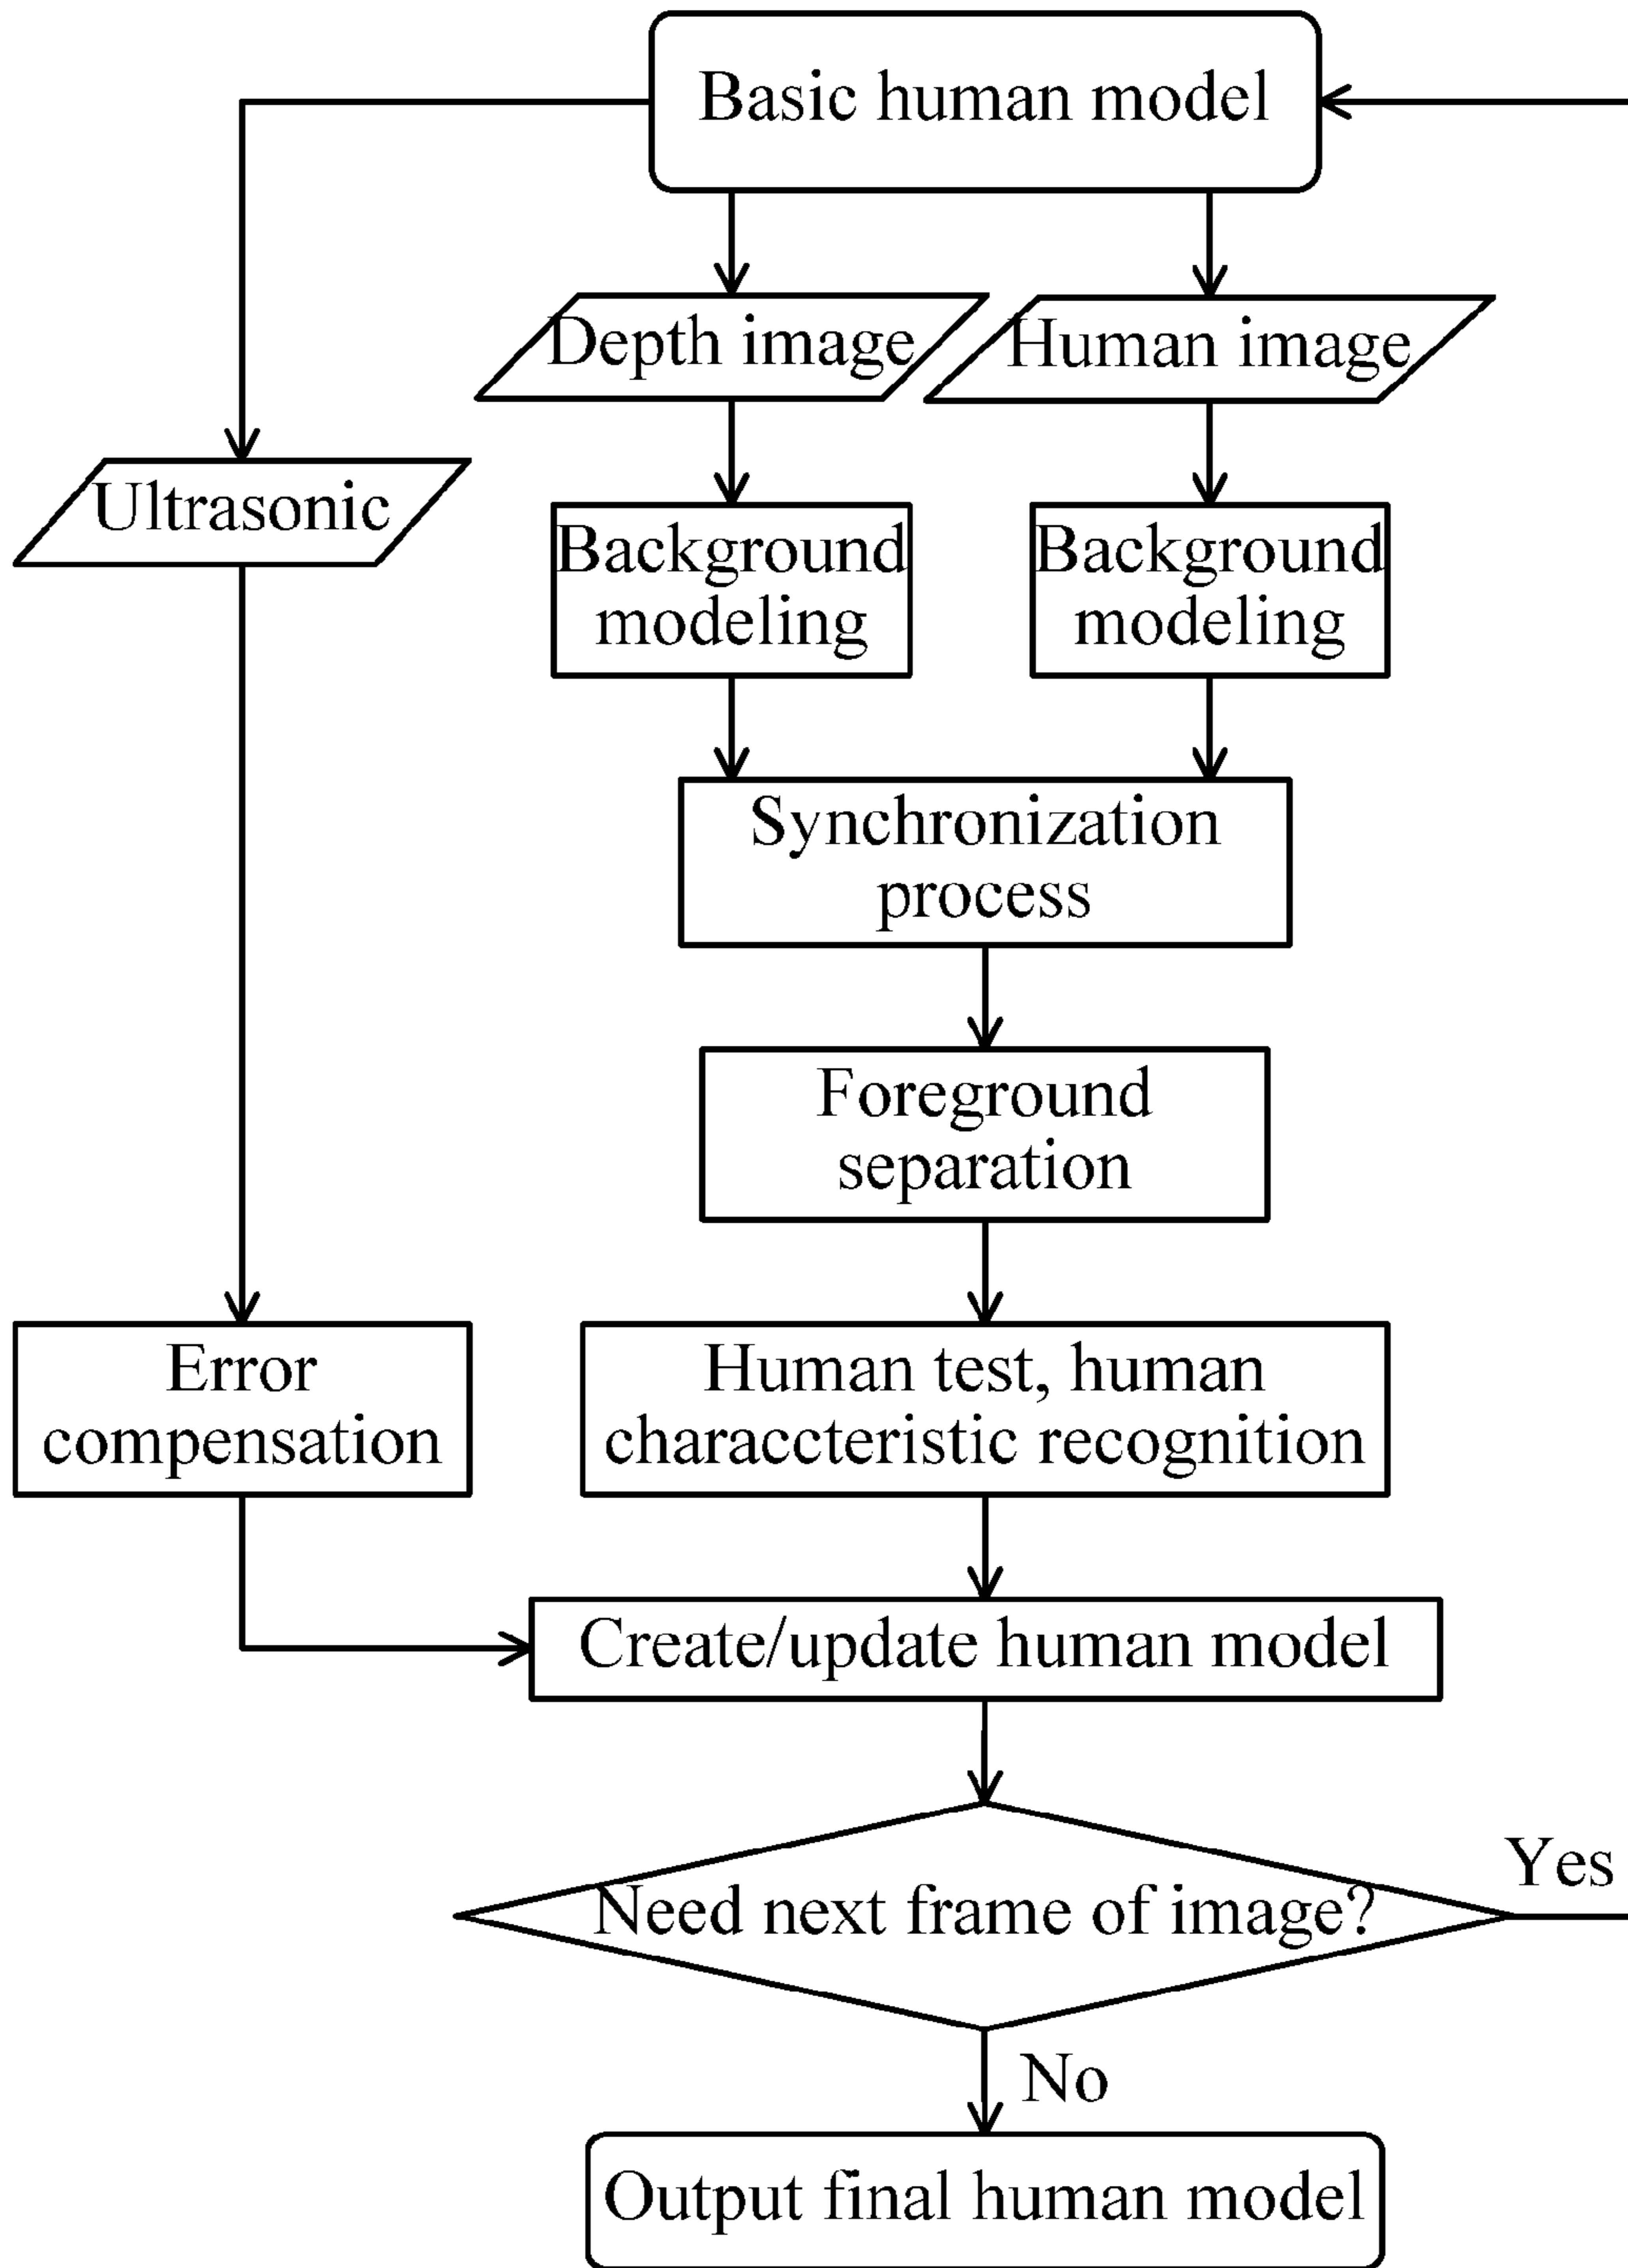 Basic human model
Depth image
Human image
Ultrasonic
Background
modeling
Background
modeling
Synchronization
process
Foreground
separation
Error
compensation
Human test, human
characcteristic recognition
Create/update human model
Need next frame of image?
Yes
No
Output final human model